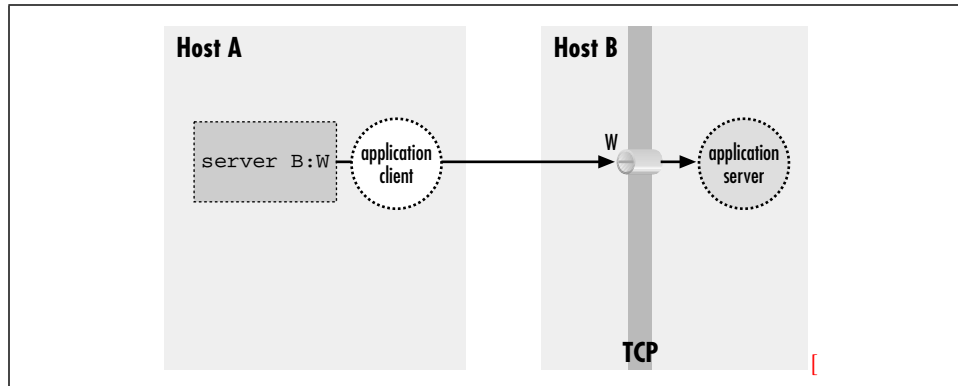 Host A
Host B
server B:W
application
client
W
application
server
TCP
[